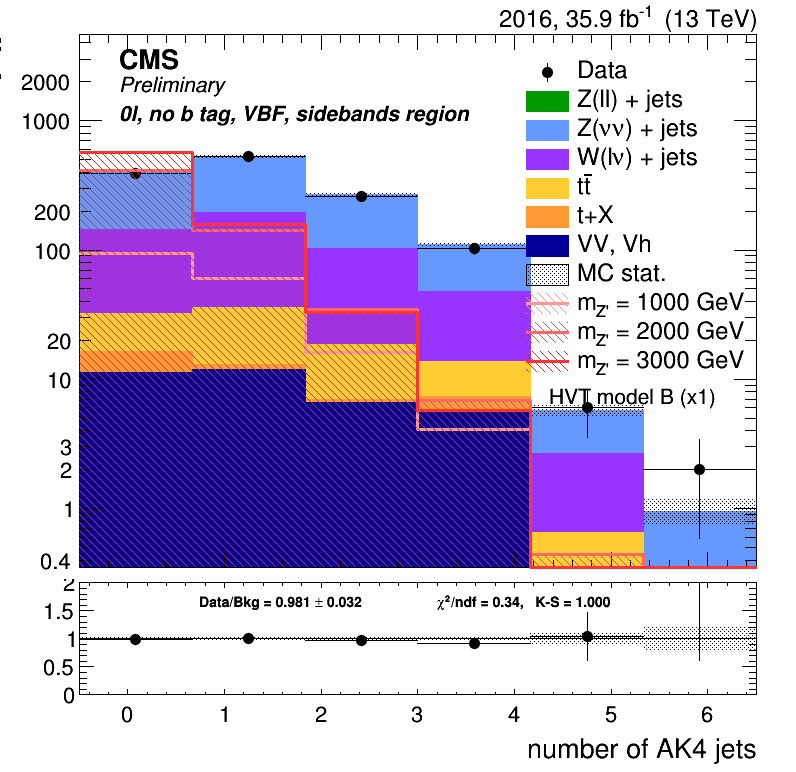 2016, 35.9 fb⁻¹ (13 TeV)
CMS
Preliminary
0l, no b tag, VBF, sidebands region
Data
Z(ll) + jets
Z(νν) + jets
W(lν) + jets
tt̄
t+X
VV, Vh
MC stat.
m_Z' = 1000 GeV
m_Z' = 2000 GeV
m_Z' = 3000 GeV
HVT model B (x1)
2000
1000
200
100
20
10
3
2
1
0.4
Data/Bkg = 0.981 ± 0.032 χ²/ndf = 0.34, K-S = 1.000
2
1.5
1
0.5
0
0 1 2 3 4 5 6
number of AK4 jets